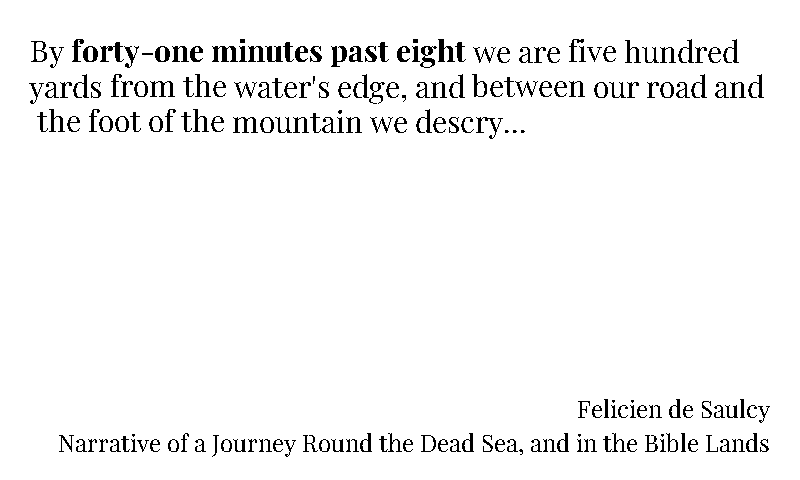 By forty-one minutes past eight we are five hundred
yards from the water's edge, and between our road and
the foot of the mountain we descry...
Felicien de Saulcy
Narrative of a Journey Round the Dead Sea, and in the Bible Lands